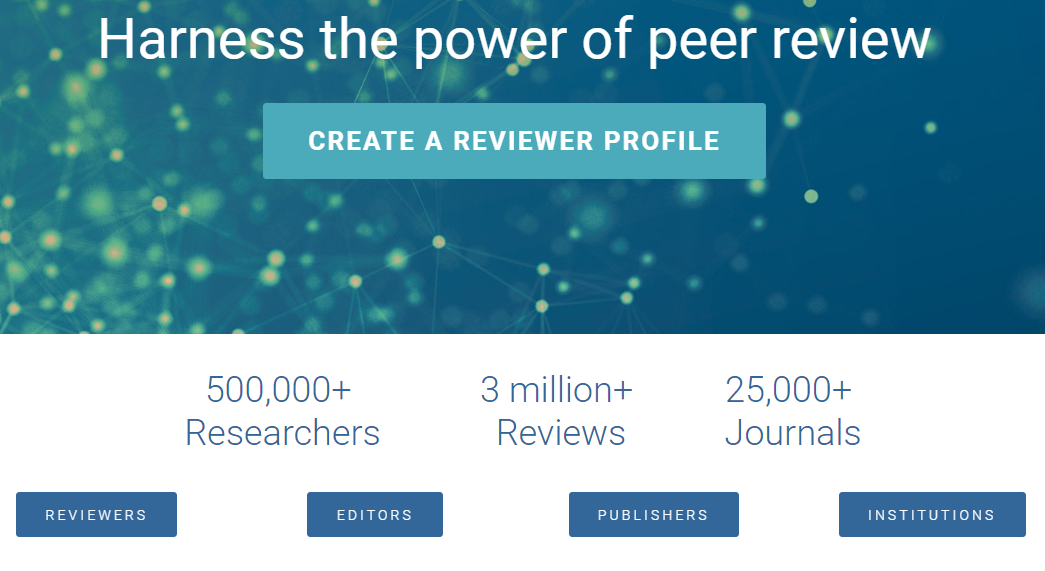 Harness the power of peer review
CREATE A REVIEWER PROFILE
500,000+ 3 million+ 25,000+
Researchers Reviews Journals
REVIEWERS EDITORS PUBLISHERS INSTITUTIONS